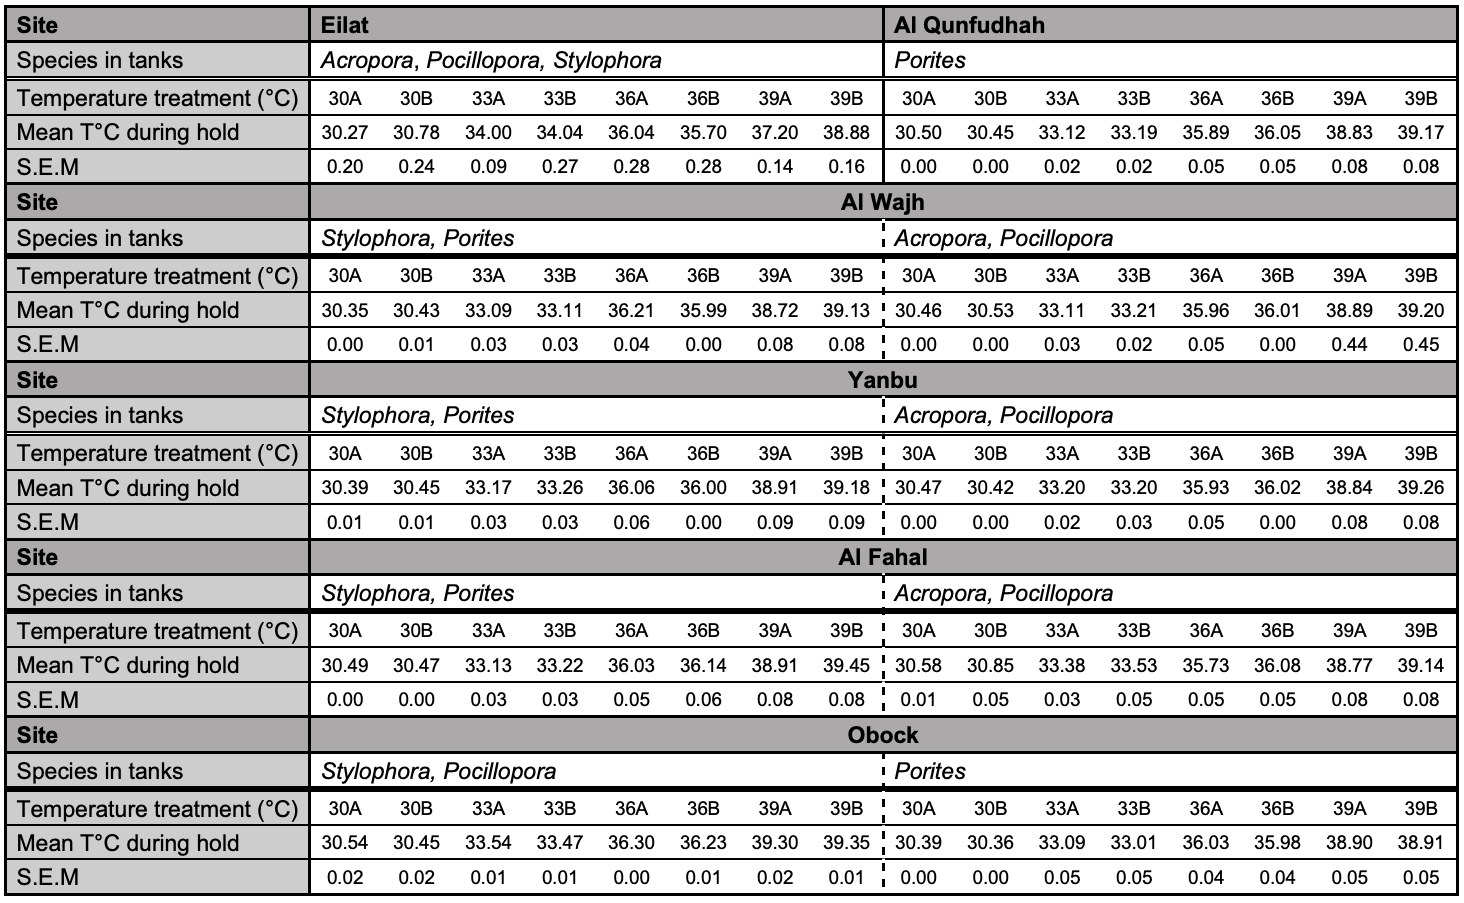 Site Eilat Al Qunfudhah
Species in tanks Acropora, Pocillopora, Stylophora Porites
Temperature treatment (°C) 30A 30B 33A 33B 36A 36B 39A 39B 30A 30B 33A 33B 36A 36B 39A 39B
Mean T°C during hold 30.27 30.78 34.00 34.04 36.04 35.70 37.20 38.88 30.50 30.45 33.12 33.19 35.89 36.05 38.83 39.17
S.E.M 0.20 0.24 0.09 0.27 0.28 0.28 0.14 0.16 0.00 0.00 0.02 0.02 0.05 0.05 0.08 0.08
Site Al Wajh
Species in tanks Stylophora, Porites Acropora, Pocillopora
Temperature treatment (°C) 30A 30B 33A 33B 36A 36B 39A 39B 30A 30B 33A 33B 36A 36B 39A 39B
Mean T°C during hold 30.35 30.43 33.09 33.11 36.21 35.99 38.72 39.13 30.46 30.53 33.11 33.21 35.96 36.01 38.89 39.20
S.E.M 0.00 0.01 0.03 0.03 0.04 0.00 0.08 0.08 0.00 0.00 0.03 0.02 0.05 0.00 0.44 0.45
Site Yanbu
Species in tanks Stylophora, Porites Acropora, Pocillopora
Temperature treatment (°C) 30A 30B 33A 33B 36A 36B 39A 39B 30A 30B 33A 33B 36A 36B 39A 39B
Mean T°C during hold 30.39 30.45 33.17 33.26 36.06 36.00 38.91 39.18 30.47 30.42 33.20 33.20 35.93 36.02 38.84 39.26
S.E.M 0.01 0.01 0.03 0.03 0.06 0.00 0.09 0.09 0.00 0.00 0.02 0.03 0.05 0.00 0.08 0.08
Site Al Fahal
Species in tanks Stylophora, Porites Acropora, Pocillopora
Temperature treatment (°C) 30A 30B 33A 33B 36A 36B 39A 39B 30A 30B 33A 33B 36A 36B 39A 39B
Mean T°C during hold 30.49 30.47 33.13 33.22 36.03 36.14 38.91 39.45 30.58 30.85 33.38 33.53 35.73 36.08 38.77 39.14
S.E.M 0.00 0.00 0.03 0.03 0.05 0.06 0.08 0.08 0.01 0.05 0.03 0.05 0.05 0.05 0.08 0.08
Site Obock
Species in tanks Stylophora, Pocillopora Porites
Temperature treatment (°C) 30A 30B 33A 33B 36A 36B 39A 39B 30A 30B 33A 33B 36A 36B 39A 39B
Mean T°C during hold 30.54 30.45 33.54 33.47 36.30 36.23 39.30 39.35 30.39 30.36 33.09 33.01 36.03 35.98 38.90 38.91
S.E.M 0.02 0.02 0.01 0.01 0.00 0.01 0.02 0.01 0.00 0.00 0.05 0.05 0.04 0.04 0.05 0.05